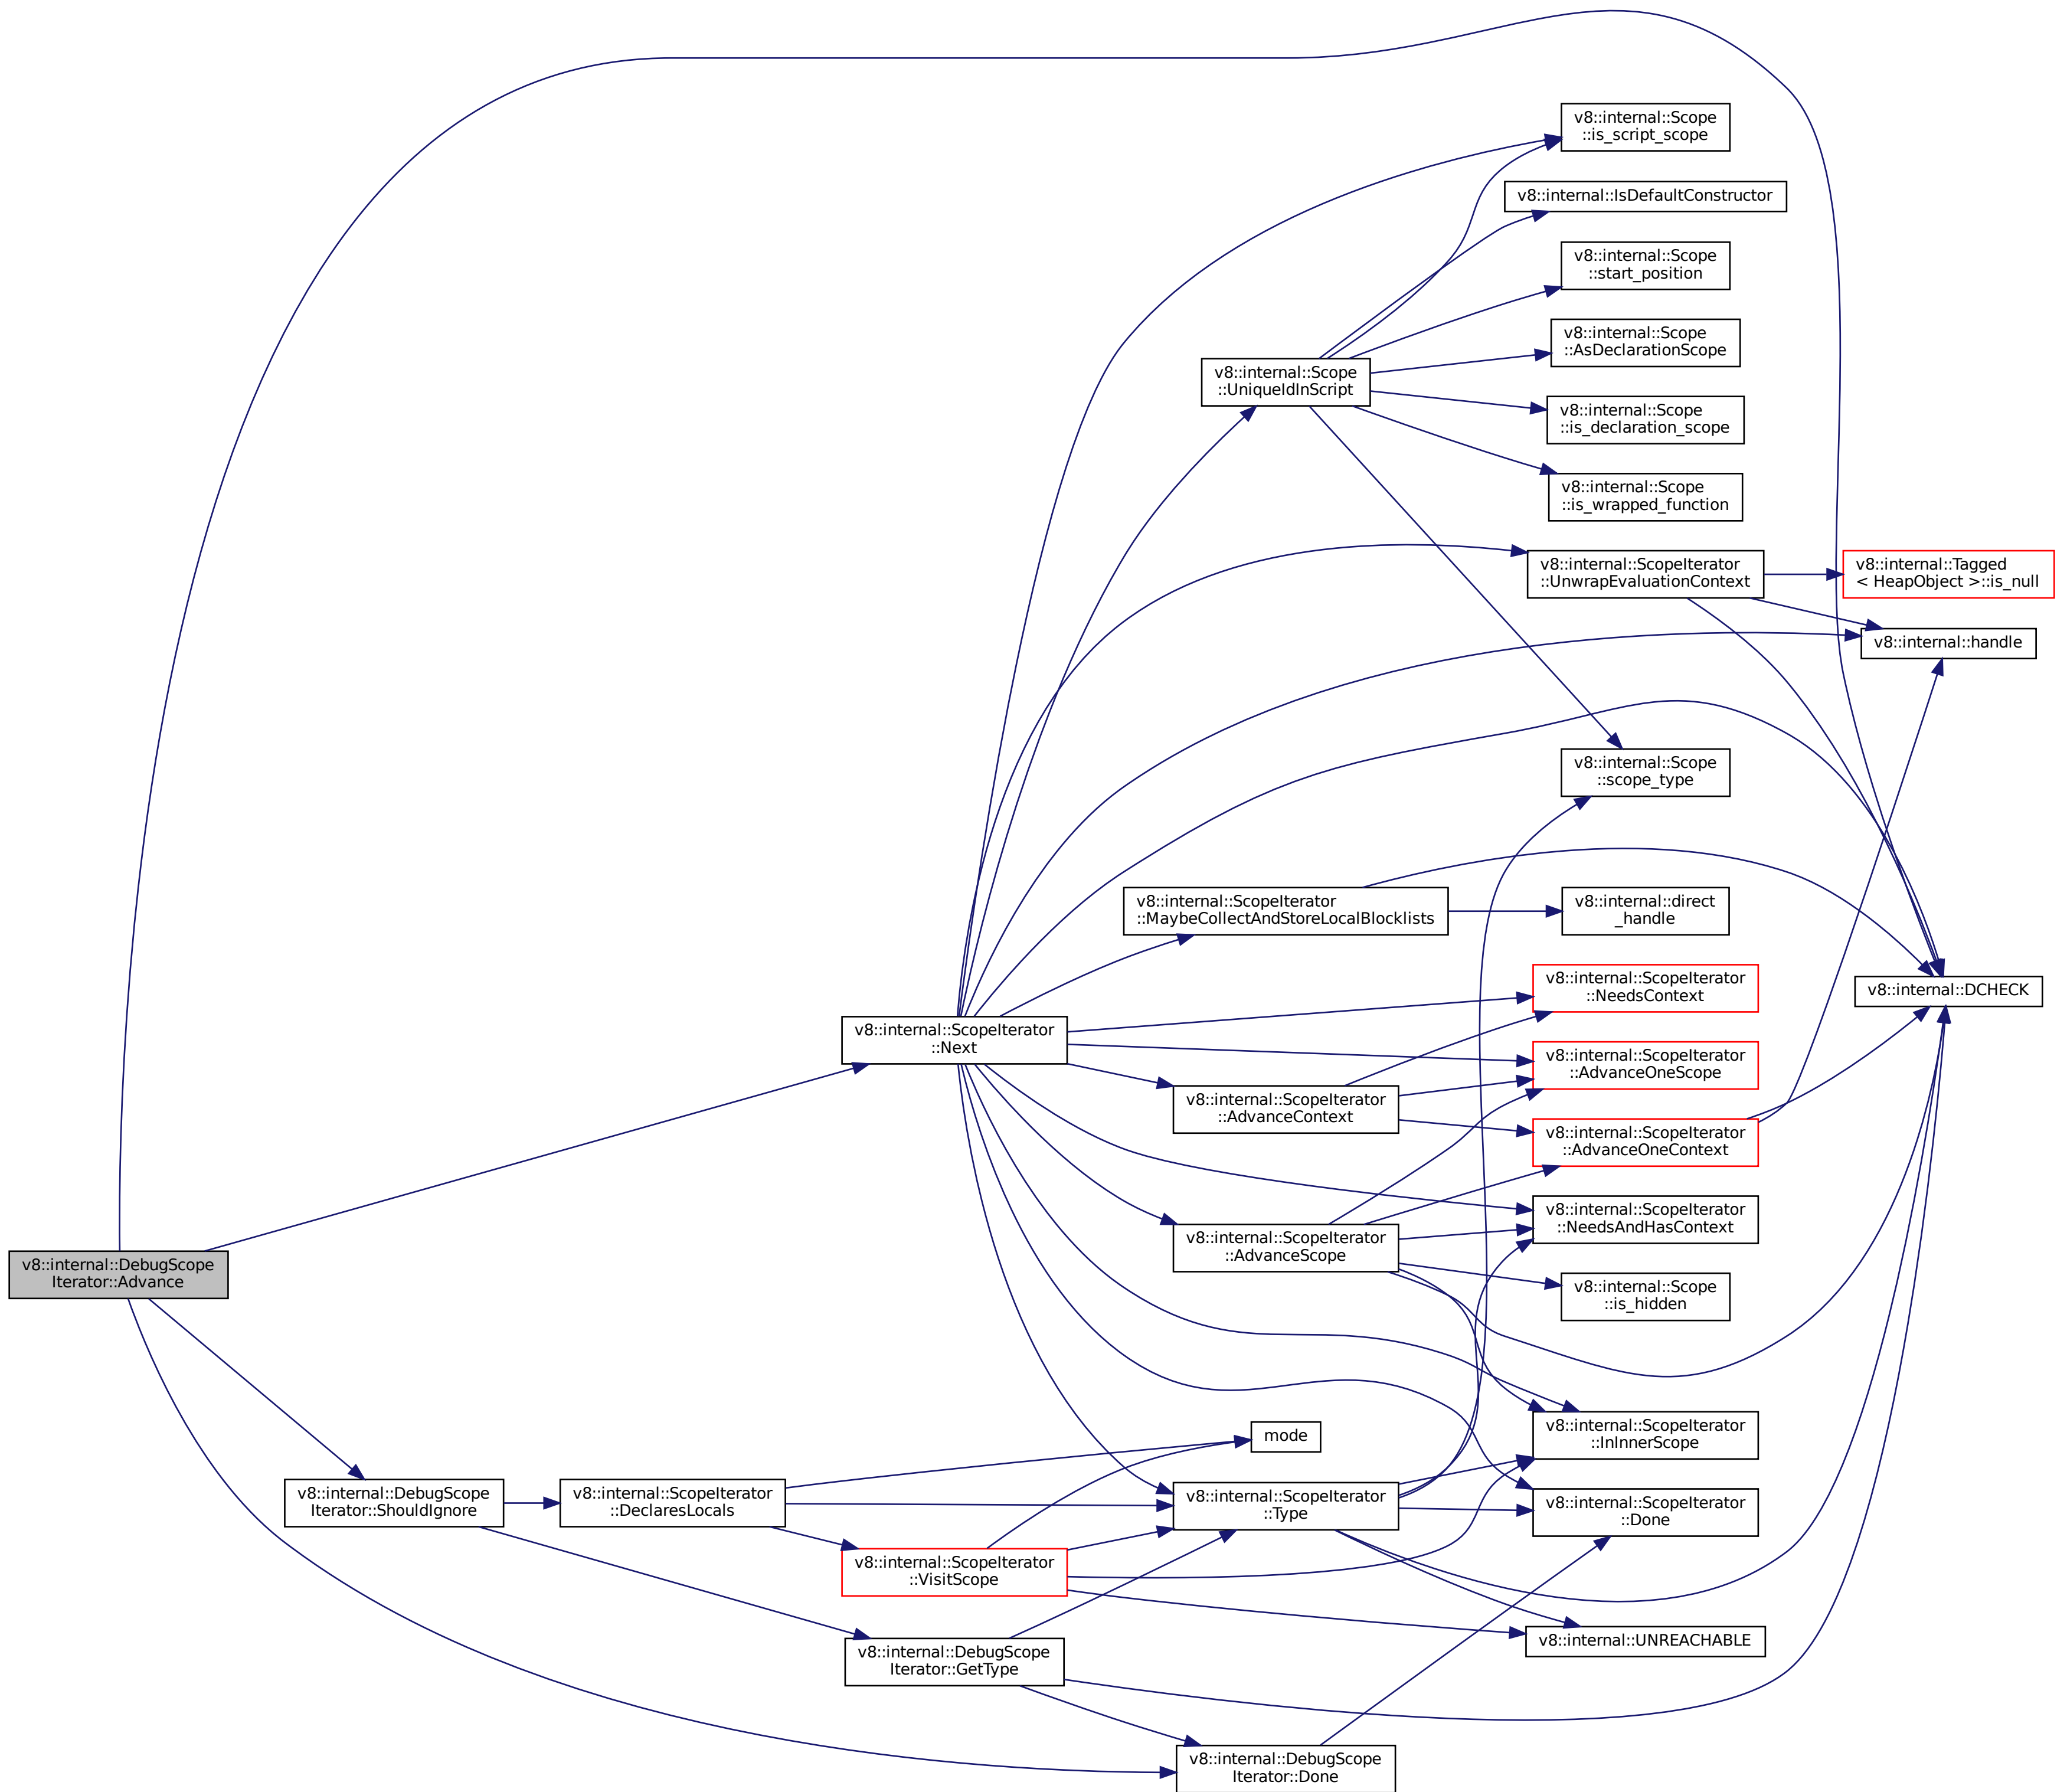 v8::internal::Scope
::is_script_scope
v8::internal::IsDefaultConstructor
v8::internal::Scope
::start_position
v8::internal::Scope
::AsDeclarationScope
v8::internal::Scope
::UniqueIdInScript
v8::internal::Scope
::is_declaration_scope
v8::internal::Scope
::is_wrapped_function
v8::internal::ScopeIterator
::UnwrapEvaluationContext
v8::internal::Tagged
< HeapObject >::is_null
v8::internal::handle
v8::internal::Scope
::scope_type
v8::internal::ScopeIterator
::MaybeCollectAndStoreLocalBlocklists
v8::internal::direct
_handle
v8::internal::ScopeIterator
::NeedsContext
v8::internal::DCHECK
v8::internal::ScopeIterator
::Next
v8::internal::ScopeIterator
::AdvanceOneScope
v8::internal::ScopeIterator
::AdvanceContext
v8::internal::ScopeIterator
::AdvanceOneContext
v8::internal::ScopeIterator
::NeedsAndHasContext
v8::internal::ScopeIterator
::AdvanceScope
v8::internal::DebugScope
Iterator::Advance
v8::internal::Scope
::is_hidden
v8::internal::ScopeIterator
::InInnerScope
mode
v8::internal::DebugScope
Iterator::ShouldIgnore
v8::internal::ScopeIterator
::DeclaresLocals
v8::internal::ScopeIterator
::Type
v8::internal::ScopeIterator
::Done
v8::internal::ScopeIterator
::VisitScope
v8::internal::UNREACHABLE
v8::internal::DebugScope
Iterator::GetType
v8::internal::DebugScope
Iterator::Done